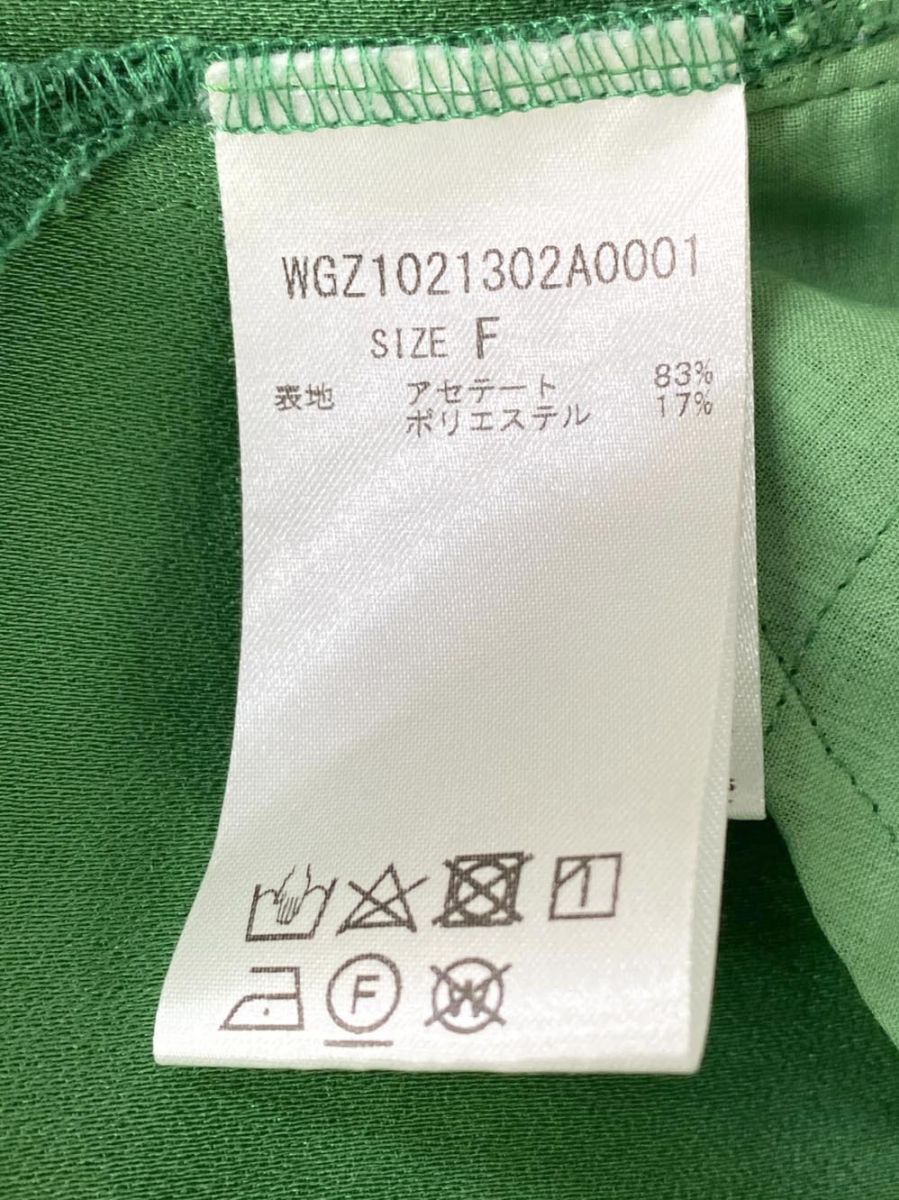 WGZ1021302A0001
SIZE F
表地 アセテート 83%
ポリエステル 17%
F
W